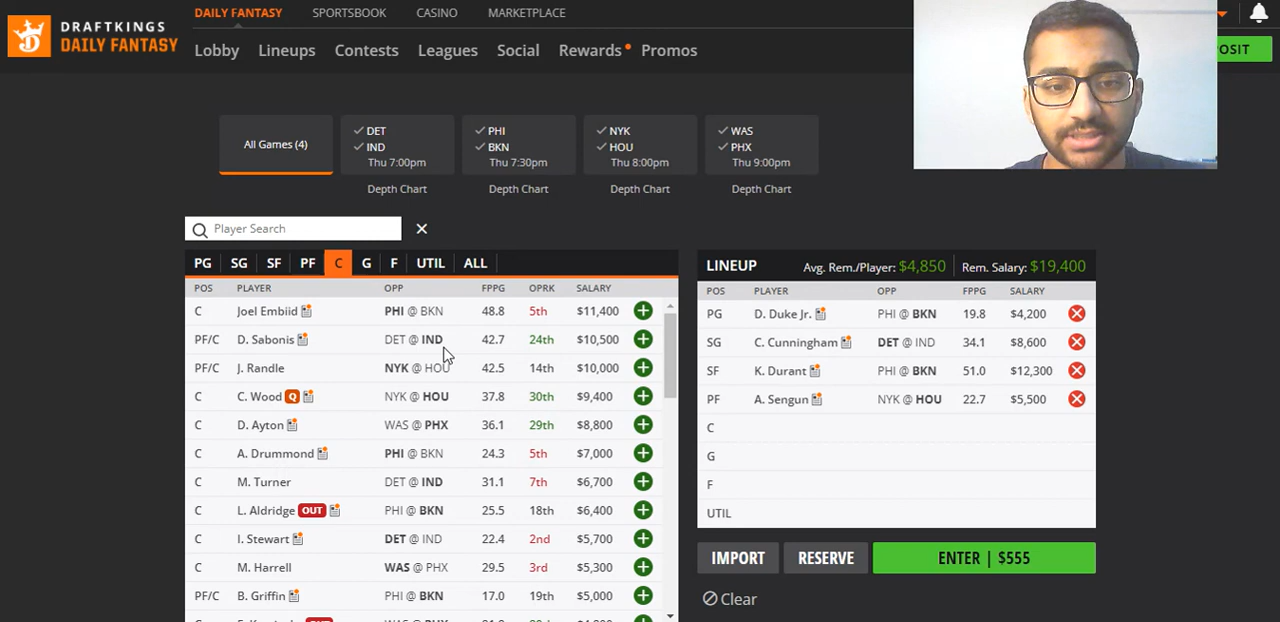 DRAFTKINGS
DAILY FANTASY
DAILY FANTASY SPORTSBOOK CASINO MARKETPLACE
Lobby Lineups Contests Leagues Social Rewards Promos
OSIT
All Games (4)
DET
IND
Thu 7:00pm
Depth Chart
PHI
BKN
Thu 7:30pm
Depth Chart
NYK
HOU
Thu 8:00pm
Depth Chart
WAS
PHX
Thu 9:00pm
Depth Chart
Player Search
PG SG SF PF C G F UTIL ALL
POS PLAYER OPP FPPG OPRK SALARY
C Joel Embiid PHI @ BKN 48.8 5th $11,400
PF/C D. Sabonis DET @ IND 42.7 24th $10,500
PF/C J. Randle NYK @ HOU 42.5 14th $10,000
C C. Wood Q NYK @ HOU 37.8 30th $9,400
C D. Ayton WAS @ PHX 36.1 29th $8,800
C A. Drummond PHI @ BKN 24.3 5th $7,000
C M. Turner DET @ IND 31.1 7th $6,700
C L. Aldridge OUT PHI @ BKN 25.5 18th $6,400
C I. Stewart DET @ IND 22.4 2nd $5,700
C M. Harrell WAS @ PHX 29.5 3rd $5,300
PF/C B. Griffin PHI @ BKN 17.0 19th $5,000
LINEUP Avg. Rem./Player: $4,850 Rem. Salary: $19,400
POS PLAYER OPP FPPG SALARY
PG D. Duke Jr. PHI @ BKN 19.8 $4,200
SG C. Cunningham DET @ IND 34.1 $8,600
SF K. Durant PHI @ BKN 51.0 $12,300
PF A. Sengun NYK @ HOU 22.7 $5,500
C
G
F
UTIL
IMPORT RESERVE ENTER | $555
Clear